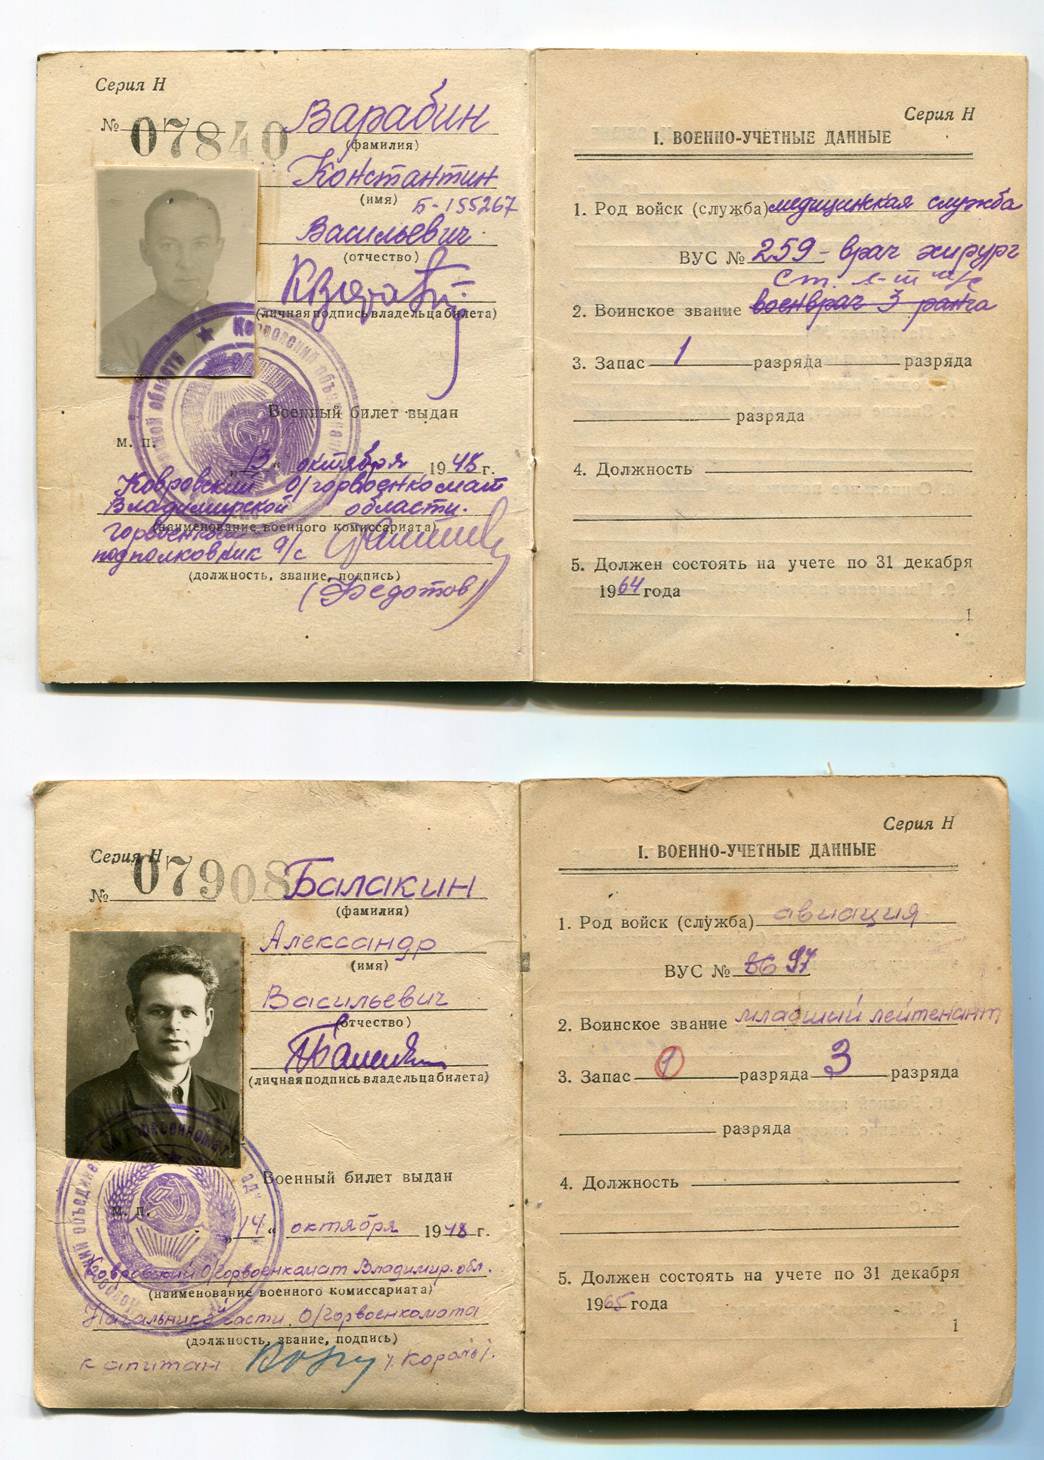 Серия Н
№ 07840 Варабин
(фамилия)
Константин
(имя) Б-155267
Васильевич
(отчество)
(личная подпись владельца билета)
Военный билет выдан
м. п.
„13“ октября 1948 г.
Ковровский О/горвоенкомат
Владимирской области.
(наименование военного комиссариата)
подполковник а/с
(должность, звание, подпись)
(Федотов)
Серия Н
I. ВОЕННО-УЧЕТНЫЕ ДАННЫЕ
1. Род войск (служба) медицинская служба
ВУС № 259 - врач хирург
Ст. л-т м/с
2. Воинское звание военврач 3 ранга
3. Запас 1 разряда разряда
разряда
4. Должность
5. Должен состоять на учете по 31 декабря
1964 года
1
Серия Н
№ 07908 Балакин
(фамилия)
Александр
(имя)
Васильевич
(отчество)
(личная подпись владельца билета)
Военный билет выдан
м. п.
„14“ октября 1948 г.
Ковровский О/горвоенкомат Владимир. обл.
(наименование военного комиссариата)
Начальник части О/горвоенкомата
(должность, звание, подпись)
капитан
Серия Н
I. ВОЕННО-УЧЕТНЫЕ ДАННЫЕ
1. Род войск (служба) авиация
ВУС № 97
2. Воинское звание младший лейтенант
3. Запас 1 разряда 3 разряда
разряда
4. Должность
5. Должен состоять на учете по 31 декабря
1965 года
1